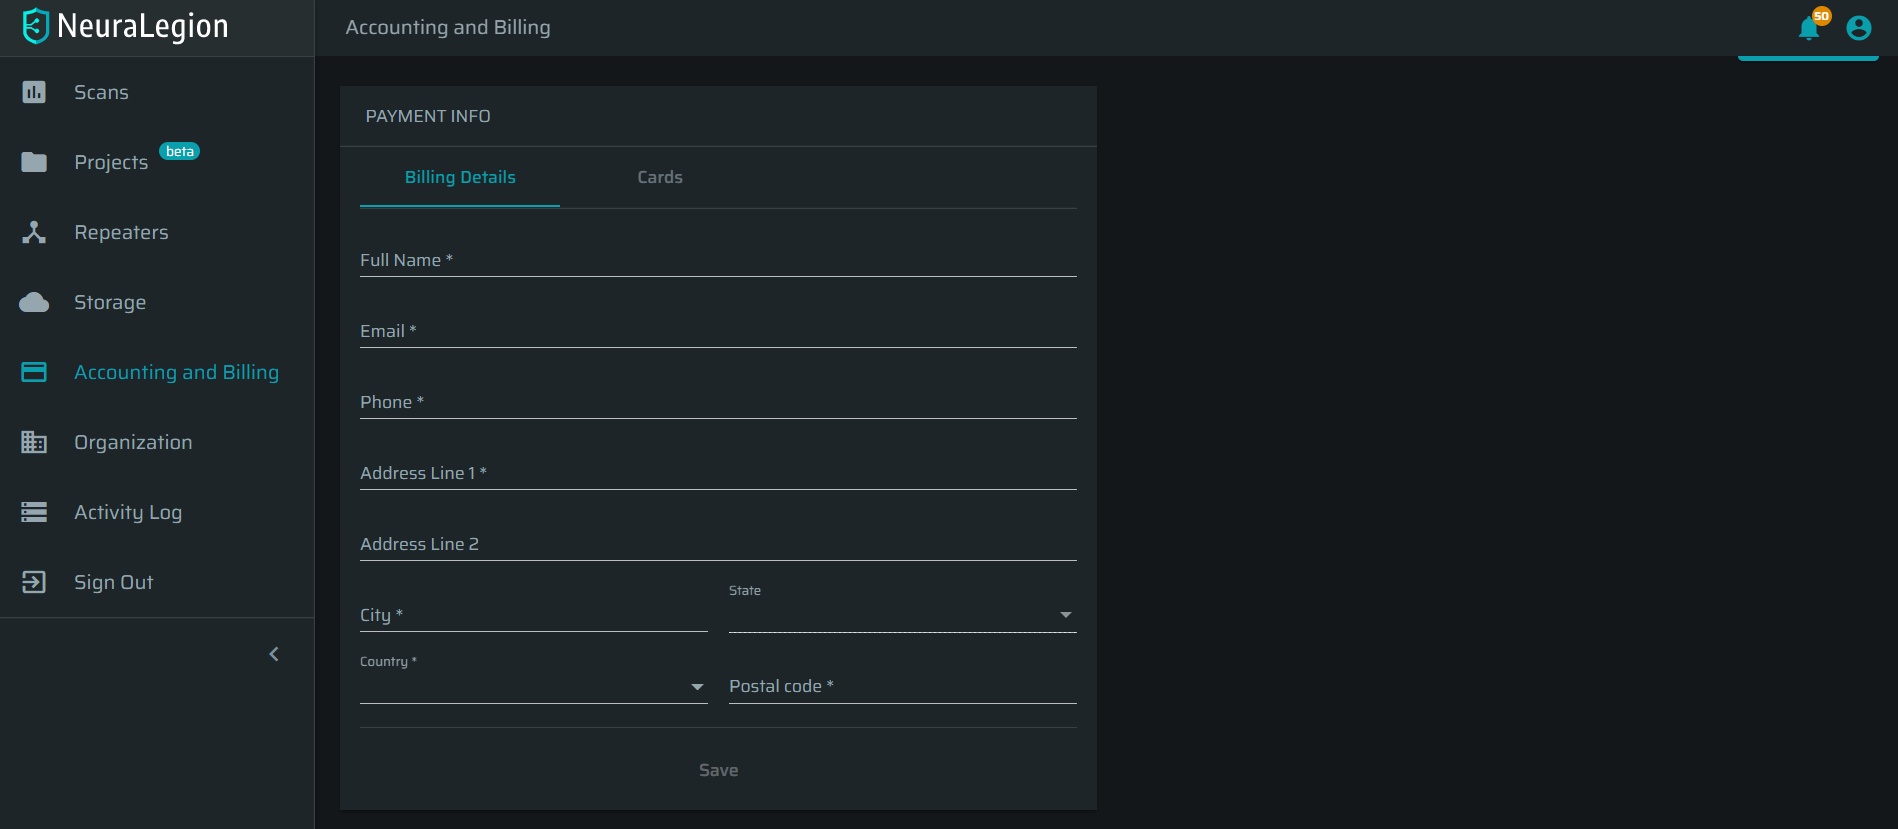 NeuraLegion
Accounting and Billing
50
Scans
Projects beta
Repeaters
Storage
Accounting and Billing
Organization
Activity Log
Sign Out
PAYMENT INFO
Billing Details
Cards
Full Name *
Email *
Phone *
Address Line 1 *
Address Line 2
City *
State
Country *
Postal code *
Save